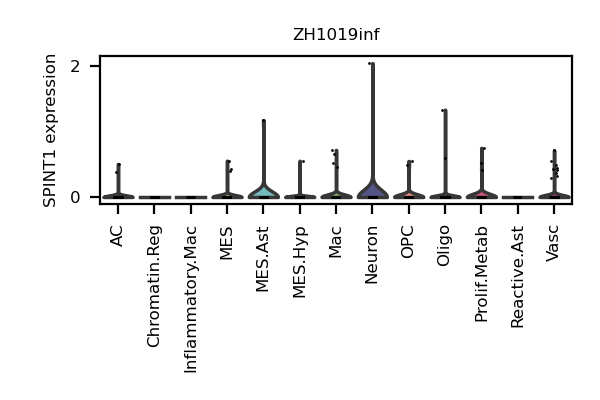 ZH1019inf
SPINT1 expression
2
0
AC
Chromatin.Reg
Inflammatory.Mac
MES
MES.Ast
MES.Hyp
Mac
Neuron
OPC
Oligo
Prolif.Metab
Reactive.Ast
Vasc